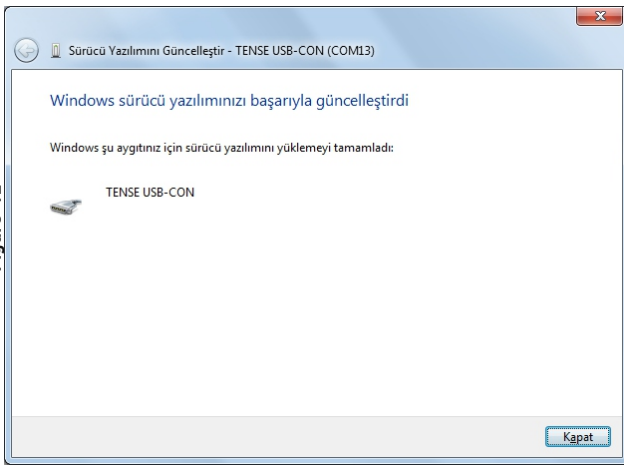 Sürücü Yazılımını Güncelleştir - TENSE USB-CON (COM13)
Windows sürücü yazılımınızı başarıyla güncelleştirdi
Windows şu aygıtınız için sürücü yazılımını yüklemeyi tamamladı:
TENSE USB-CON
Kapat